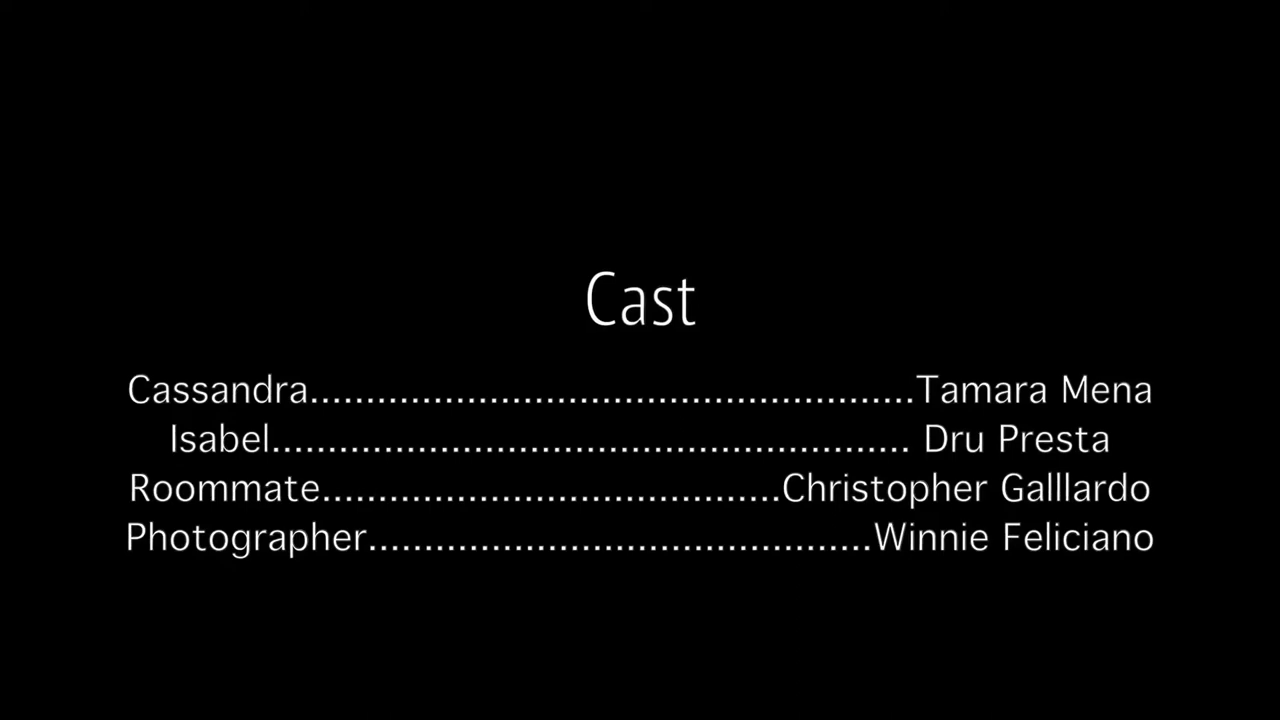 Cast
Cassandra......................................................Tamara Mena
Isabel......................................................... Dru Presta
Roommate.........................................Christopher Galllardo
Photographer.............................................Winnie Feliciano